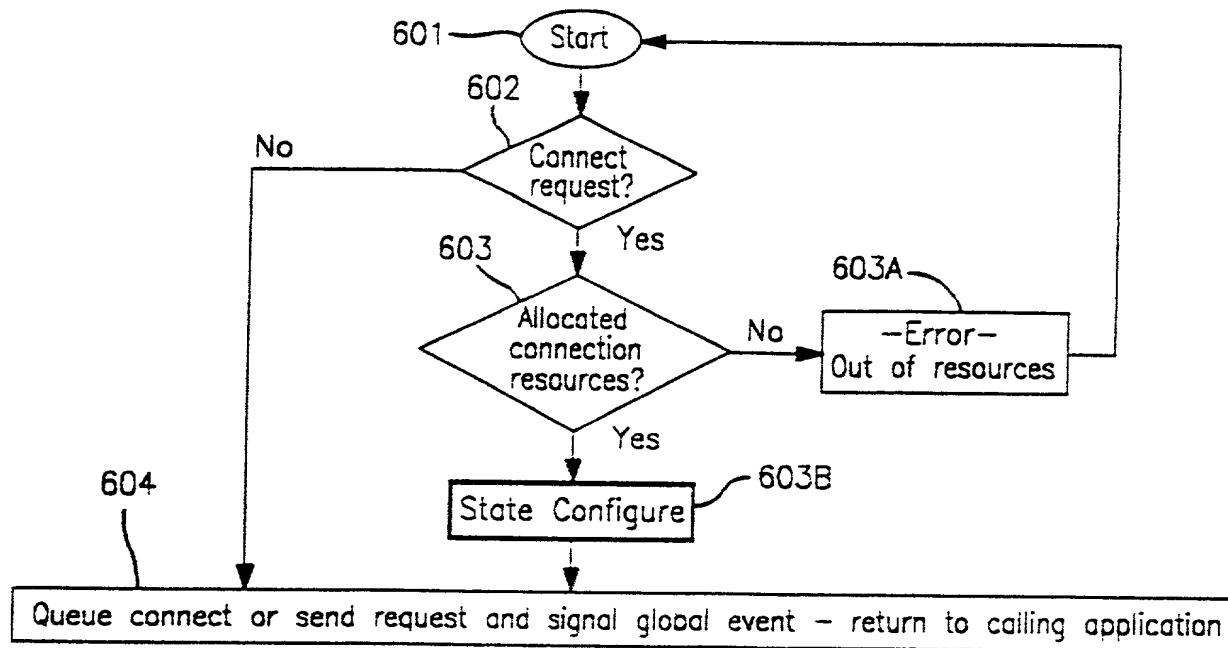 601
Start
602
No
Connect
request?
Yes
603
603A
Allocated
connection
resources?
No
-Error-
Out of resources
Yes
603B
State Configure
604
Queue connect or send request and signal global event - return to calling application